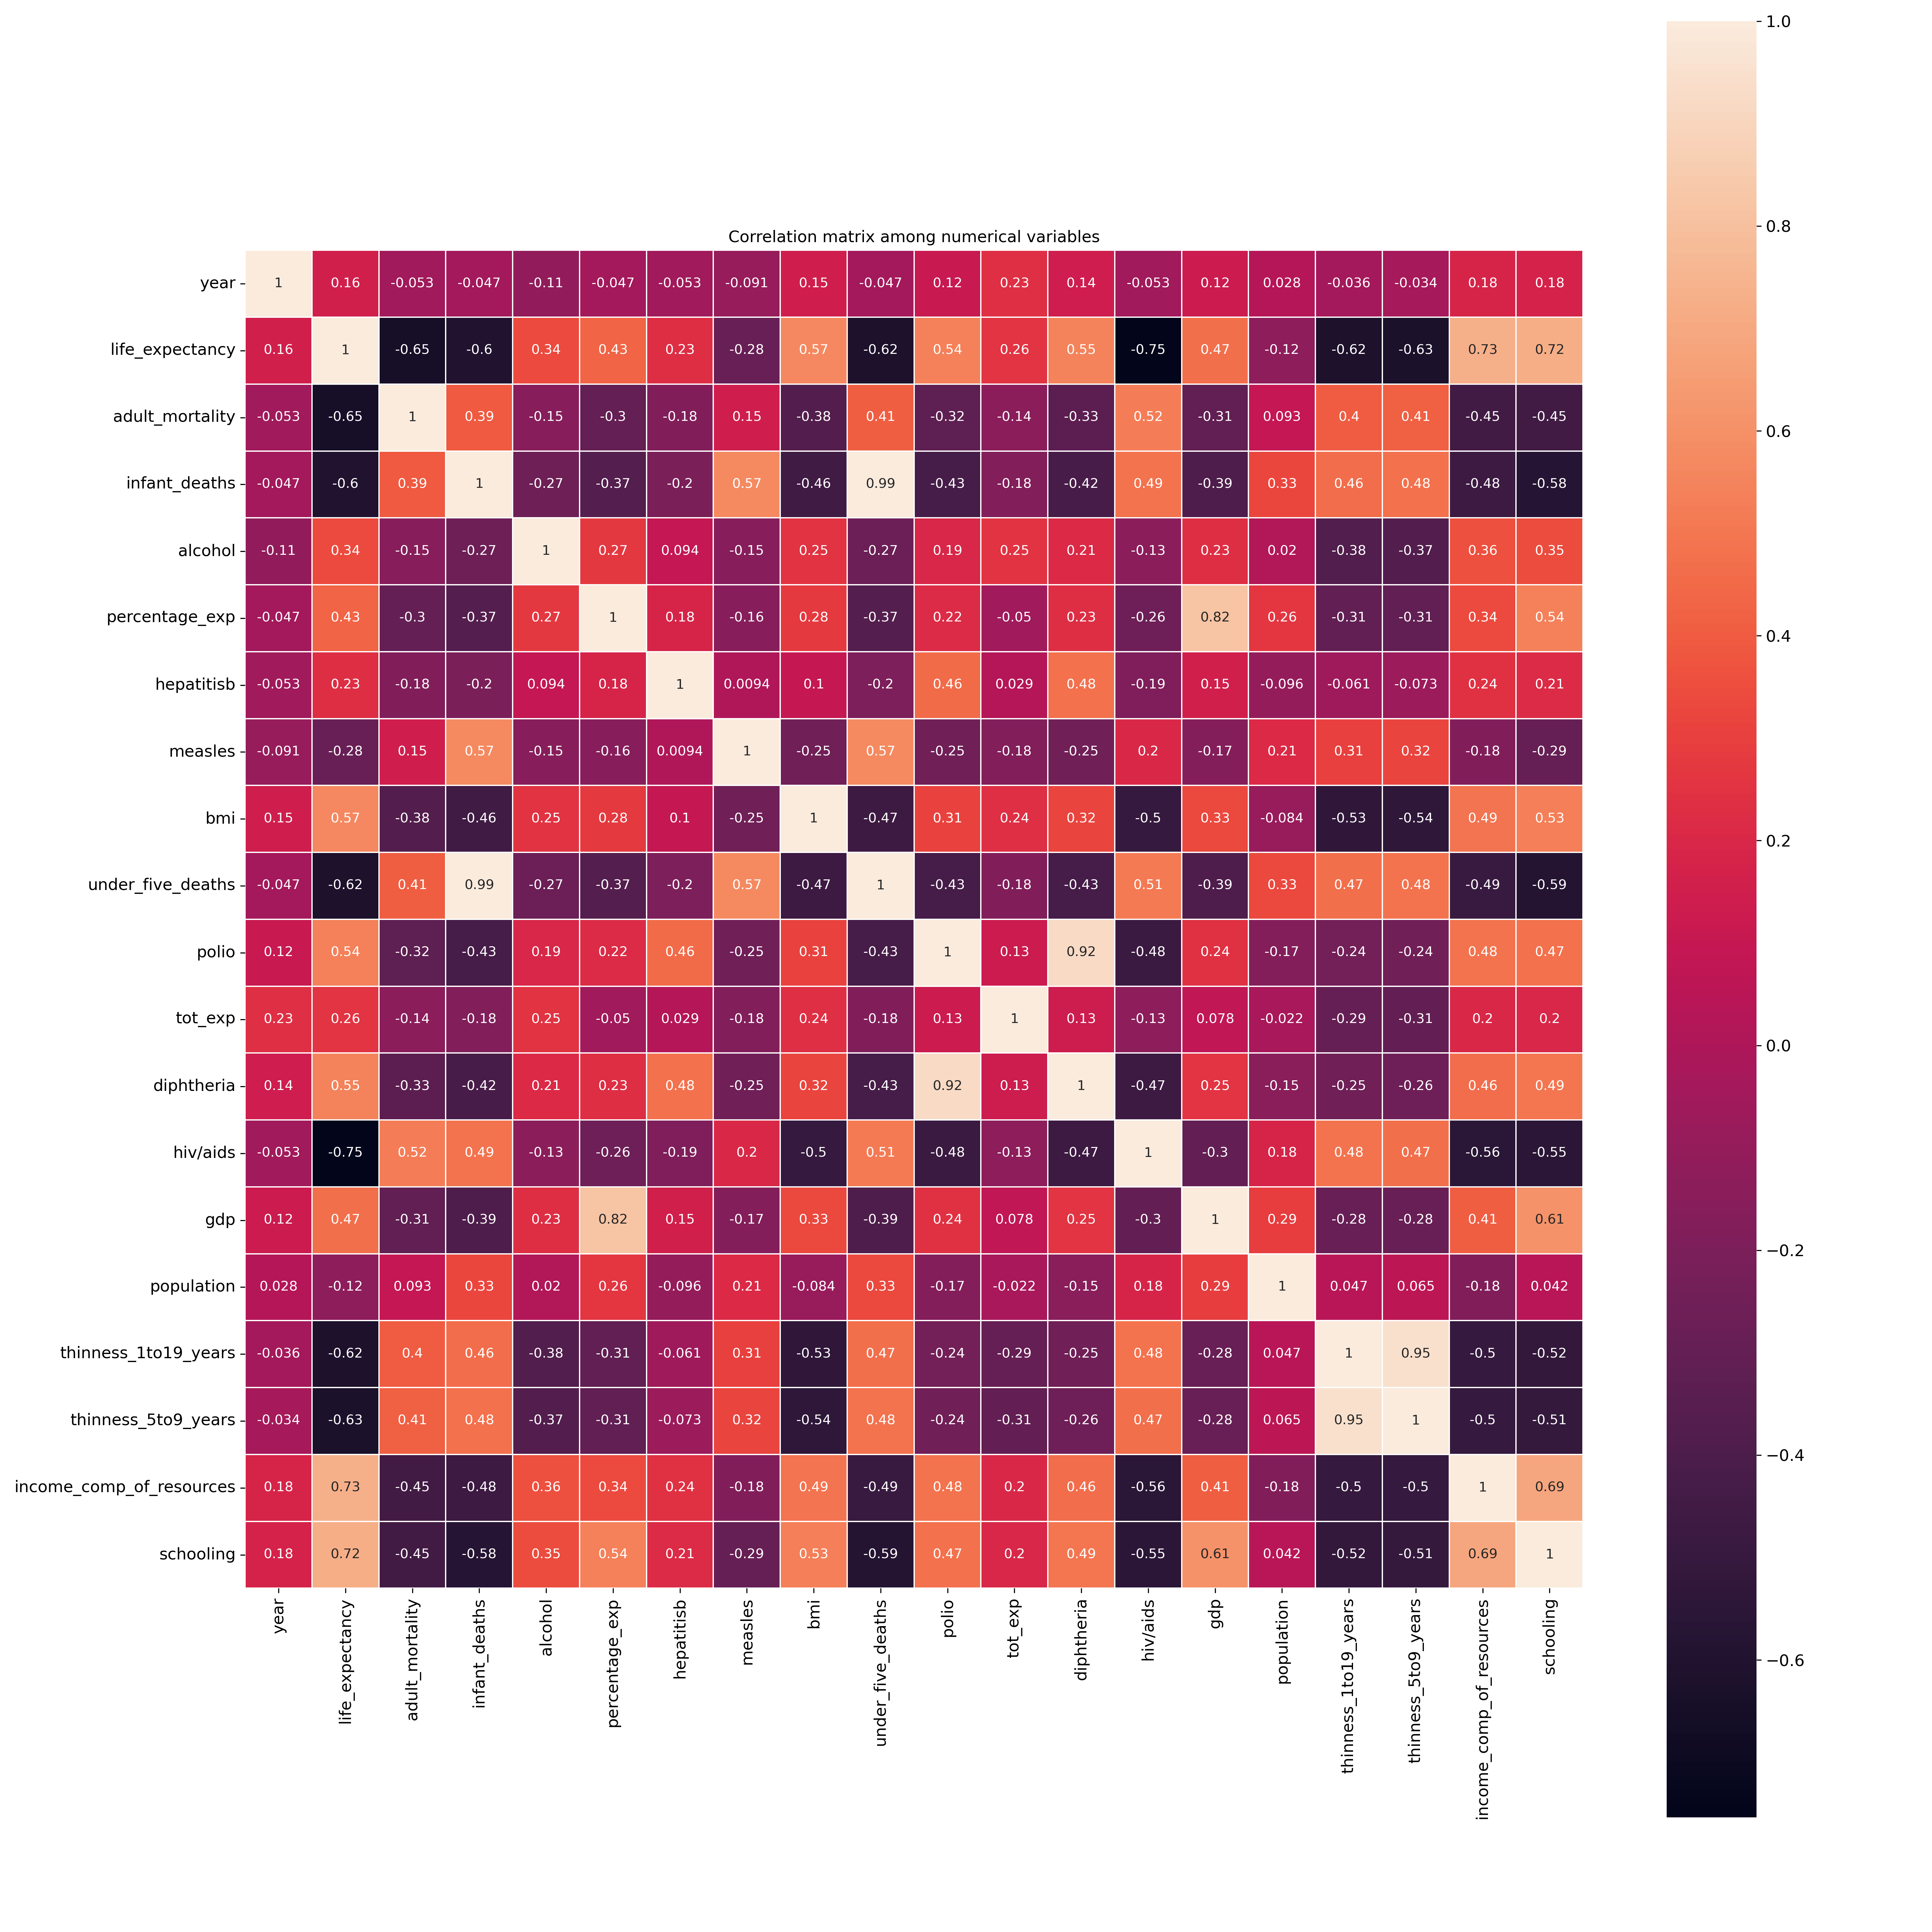 Correlation matrix among numerical variables
year 1 0.16 -0.053 -0.047 -0.11 -0.047 -0.053 -0.091 0.15 -0.047 0.12 0.23 0.14 -0.053 0.12 0.028 -0.036 -0.034 0.18 0.18
life_expectancy 0.16 1 -0.65 -0.6 0.34 0.43 0.23 -0.28 0.57 -0.62 0.54 0.26 0.55 -0.75 0.47 -0.12 -0.62 -0.63 0.73 0.72
adult_mortality -0.053 -0.65 1 0.39 -0.15 -0.3 -0.18 0.15 -0.38 0.41 -0.32 -0.14 -0.33 0.52 -0.31 0.093 0.4 0.41 -0.45 -0.45
infant_deaths -0.047 -0.6 0.39 1 -0.27 -0.37 -0.2 0.57 -0.46 0.99 -0.43 -0.18 -0.42 0.49 -0.39 0.33 0.46 0.48 -0.48 -0.58
alcohol -0.11 0.34 -0.15 -0.27 1 0.27 0.094 -0.15 0.25 -0.27 0.19 0.25 0.21 -0.13 0.23 0.02 -0.38 -0.37 0.36 0.35
percentage_exp -0.047 0.43 -0.3 -0.37 0.27 1 0.18 -0.16 0.28 -0.37 0.22 -0.05 0.23 -0.26 0.82 0.26 -0.31 -0.31 0.34 0.54
hepatitisb -0.053 0.23 -0.18 -0.2 0.094 0.18 1 0.0094 0.1 -0.2 0.46 0.029 0.48 -0.19 0.15 -0.096 -0.061 -0.073 0.24 0.21
measles -0.091 -0.28 0.15 0.57 -0.15 -0.16 0.0094 1 -0.25 0.57 -0.25 -0.18 -0.25 0.2 -0.17 0.21 0.31 0.32 -0.18 -0.29
bmi 0.15 0.57 -0.38 -0.46 0.25 0.28 0.1 -0.25 1 -0.47 0.31 0.24 0.32 -0.5 0.33 -0.084 -0.53 -0.54 0.49 0.53
under_five_deaths -0.047 -0.62 0.41 0.99 -0.27 -0.37 -0.2 0.57 -0.47 1 -0.43 -0.18 -0.43 0.51 -0.39 0.33 0.47 0.48 -0.49 -0.59
polio 0.12 0.54 -0.32 -0.43 0.19 0.22 0.46 -0.25 0.31 -0.43 1 0.13 0.92 -0.48 0.24 -0.17 -0.24 -0.24 0.48 0.47
tot_exp 0.23 0.26 -0.14 -0.18 0.25 -0.05 0.029 -0.18 0.24 -0.18 0.13 1 0.13 -0.13 0.078 -0.022 -0.29 -0.31 0.2 0.2
diphtheria 0.14 0.55 -0.33 -0.42 0.21 0.23 0.48 -0.25 0.32 -0.43 0.92 0.13 1 -0.47 0.25 -0.15 -0.25 -0.26 0.46 0.49
hiv/aids -0.053 -0.75 0.52 0.49 -0.13 -0.26 -0.19 0.2 -0.5 0.51 -0.48 -0.13 -0.47 1 -0.3 0.18 0.48 0.47 -0.56 -0.55
gdp 0.12 0.47 -0.31 -0.39 0.23 0.82 0.15 -0.17 0.33 -0.39 0.24 0.078 0.25 -0.3 1 0.29 -0.28 -0.28 0.41 0.61
population 0.028 -0.12 0.093 0.33 0.02 0.26 -0.096 0.21 -0.084 0.33 -0.17 -0.022 -0.15 0.18 0.29 1 0.047 0.065 -0.18 0.042
thinness_1to19_years -0.036 -0.62 0.4 0.46 -0.38 -0.31 -0.061 0.31 -0.53 0.47 -0.24 -0.29 -0.25 0.48 -0.28 0.047 1 0.95 -0.5 -0.52
thinness_5to9_years -0.034 -0.63 0.41 0.48 -0.37 -0.31 -0.073 0.32 -0.54 0.48 -0.24 -0.31 -0.26 0.47 -0.28 0.065 0.95 1 -0.5 -0.51
income_comp_of_resources 0.18 0.73 -0.45 -0.48 0.36 0.34 0.24 -0.18 0.49 -0.49 0.48 0.2 0.46 -0.56 0.41 -0.18 -0.5 -0.5 1 0.69
schooling 0.18 0.72 -0.45 -0.58 0.35 0.54 0.21 -0.29 0.53 -0.59 0.47 0.2 0.49 -0.55 0.61 0.042 -0.52 -0.51 0.69 1
year
life_expectancy
adult_mortality
infant_deaths
alcohol
percentage_exp
hepatitisb
measles
bmi
under_five_deaths
polio
tot_exp
diphtheria
hiv/aids
gdp
population
thinness_1to19_years
thinness_5to9_years
income_comp_of_resources
schooling
1.0
0.8
0.6
0.4
0.2
0.0
−0.2
−0.4
−0.6